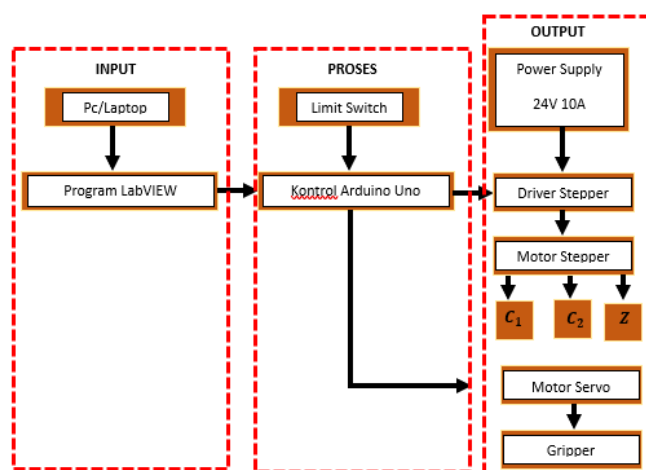 INPUT
Pc/Laptop
Program LabVIEW
PROSES
Limit Switch
Kontrol Arduino Uno
OUTPUT
Power Supply
24V 10A
Driver Stepper
Motor Stepper
C₁
C₂
Z
Motor Servo
Gripper